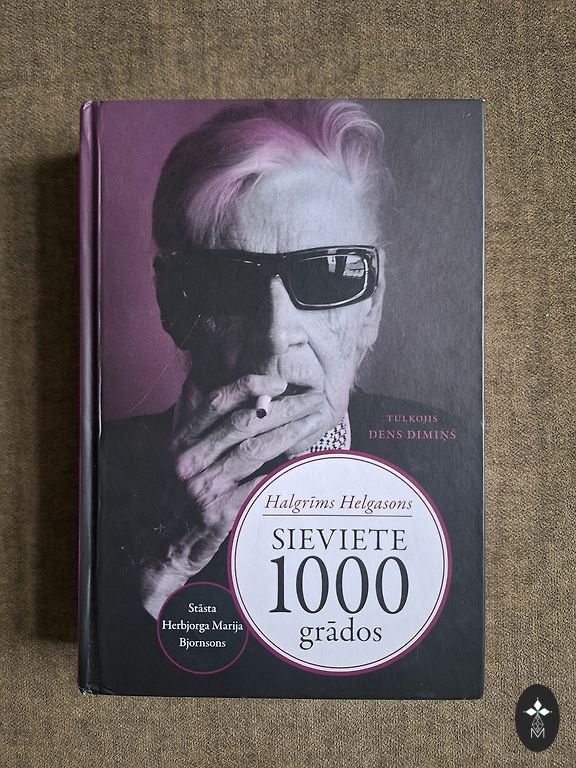 TULKOJIS
DENS DIMIŅŠ
Halgrīms Helgasons
SIEVIETE
1000
grādos
Stāsta
Herbjorga Marija
Bjornsons
M